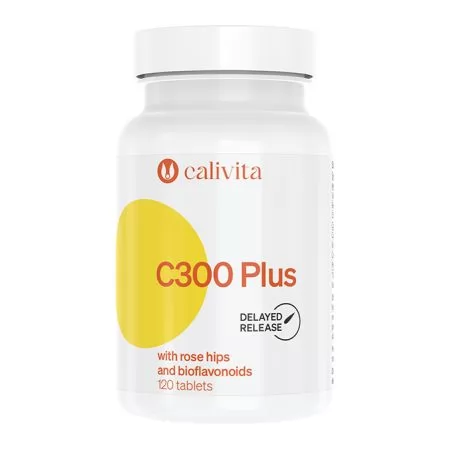 calivita
C300 Plus
DELAYED
RELEASE
with rose hips
and bioflavonoids
120 tablets